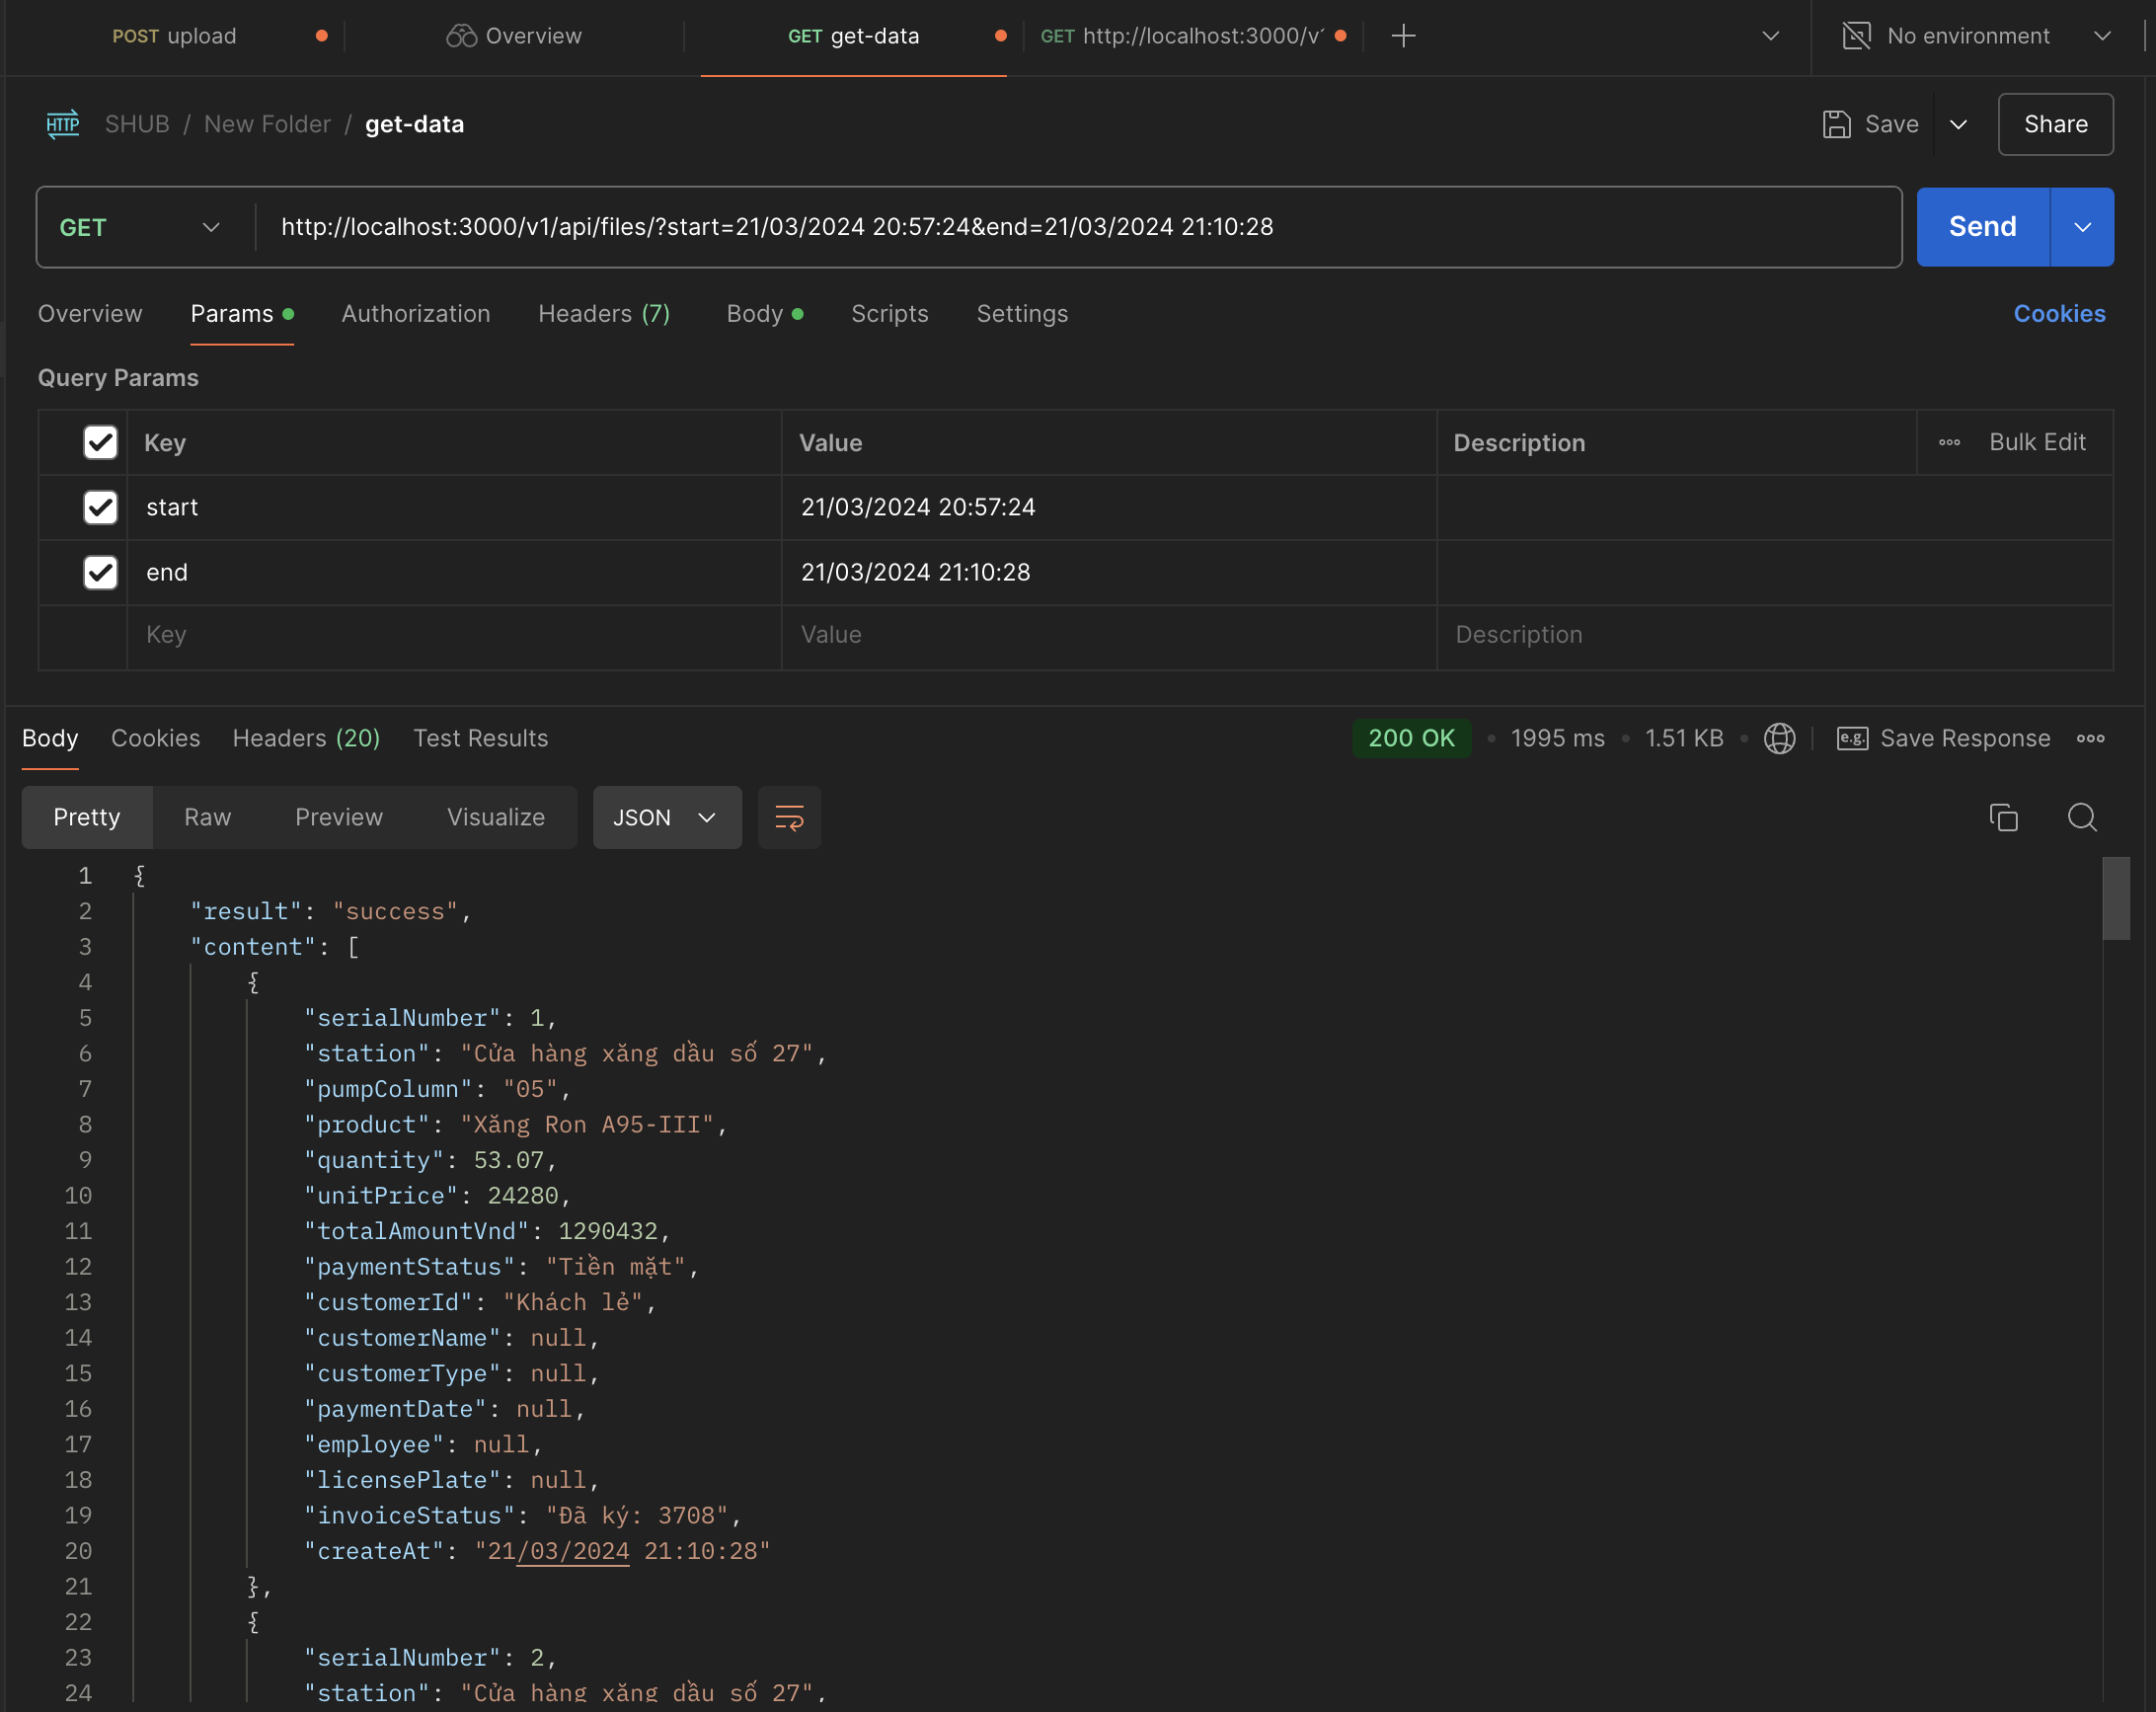 POST upload
Overview
GET get-data
GET http://localhost:3000/v1
No environment
HTTP SHUB / New Folder / get-data
Save
Share
GET http://localhost:3000/v1/api/files/?start=21/03/2024 20:57:24&end=21/03/2024 21:10:28
Send
Overview Params Authorization Headers (7) Body Scripts Settings Cookies
Query Params
Key Value Description Bulk Edit
start 21/03/2024 20:57:24
end 21/03/2024 21:10:28
Key Value Description
Body Cookies Headers (20) Test Results 200 OK 1995 ms 1.51 KB e.g. Save Response
Pretty Raw Preview Visualize JSON
1 {
2 "result": "success",
3 "content": [
4 {
5 "serialNumber": 1,
6 "station": "Cửa hàng xăng dầu số 27",
7 "pumpColumn": "05",
8 "product": "Xăng Ron A95-III",
9 "quantity": 53.07,
10 "unitPrice": 24280,
11 "totalAmountVnd": 1290432,
12 "paymentStatus": "Tiền mặt",
13 "customerId": "Khách lẻ",
14 "customerName": null,
15 "customerType": null,
16 "paymentDate": null,
17 "employee": null,
18 "licensePlate": null,
19 "invoiceStatus": "Đã ký: 3708",
20 "createAt": "21/03/2024 21:10:28"
21 },
22 {
23 "serialNumber": 2,
24 "station": "Cửa hàng xăng dầu số 27",